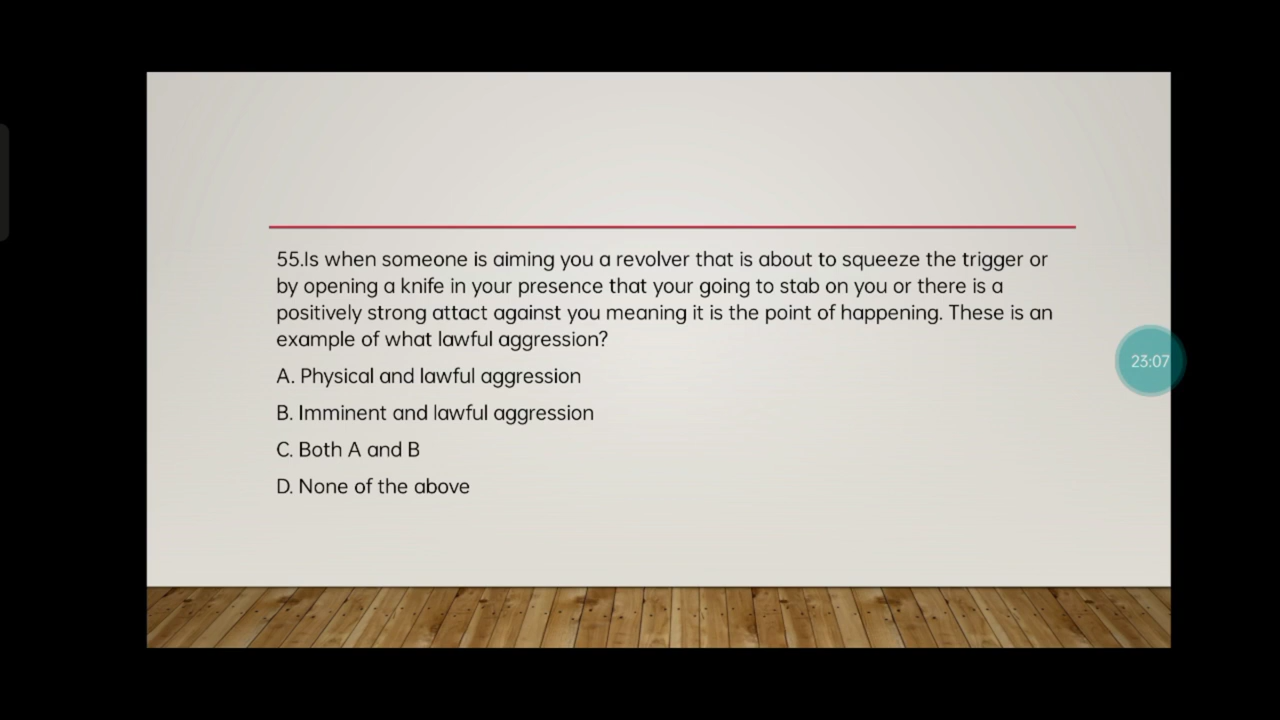 55.Is when someone is aiming you a revolver that is about to squeeze the trigger or
by opening a knife in your presence that your going to stab on you or there is a
positively strong attact against you meaning it is the point of happening. These is an
example of what lawful aggression?
A. Physical and lawful aggression
B. Imminent and lawful aggression
C. Both A and B
D. None of the above
23:07